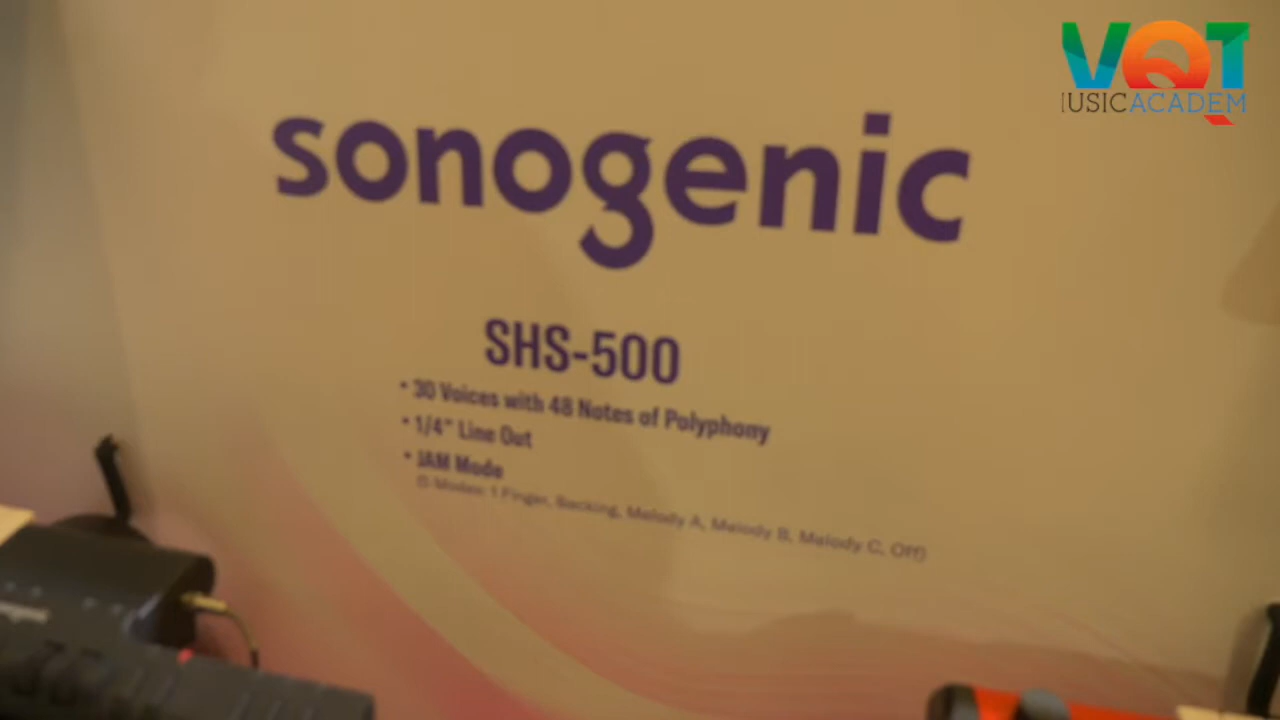 VQT
MUSICACADEM
sonogenic
SHS-500
• 30 Voices with 48 Notes of Polyphony
• 1/4" Line Out
• JAM Mode
(5 Modes: 1 Finger, Backing, Melody A, Melody B, Melody C, Off)